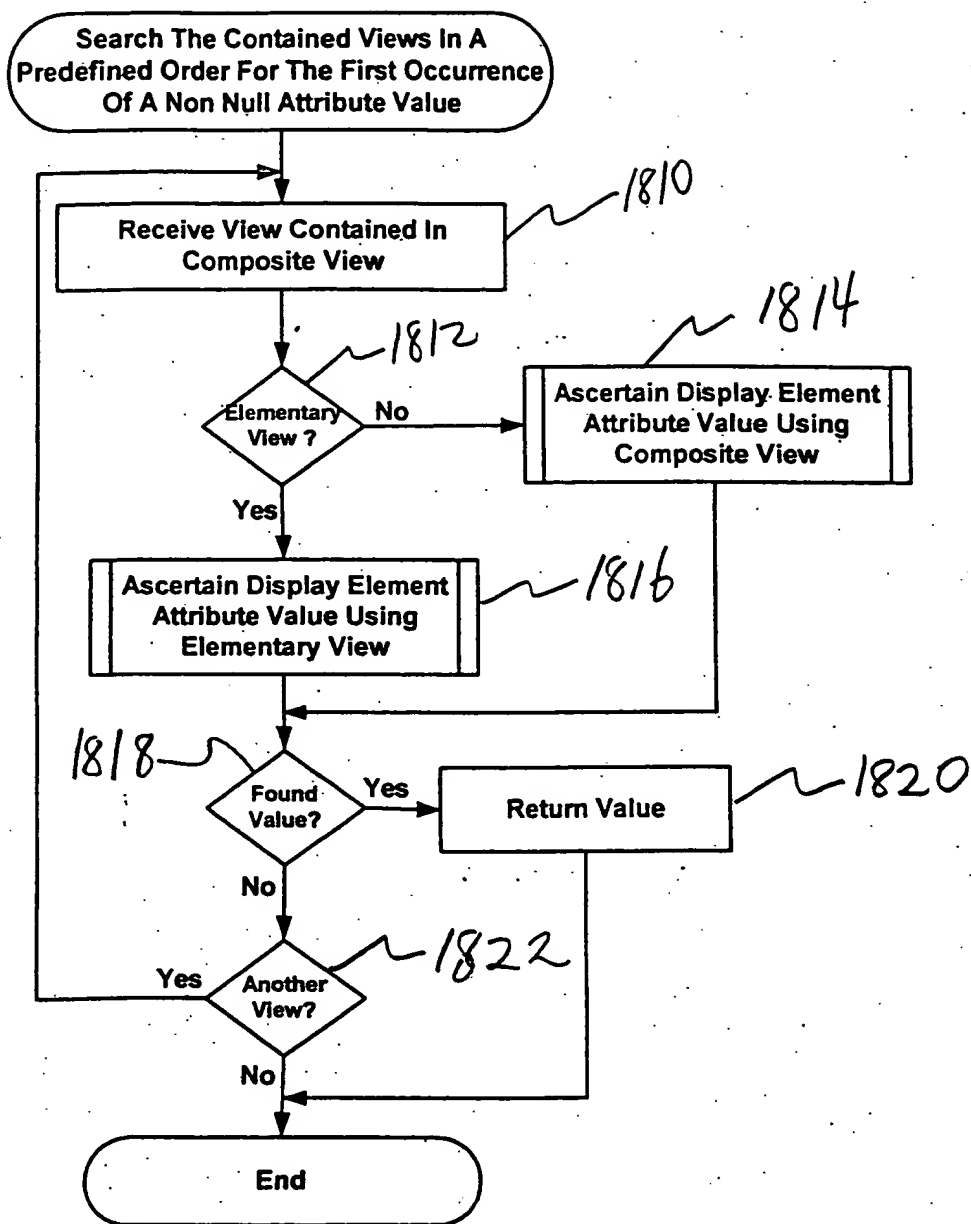 Search The Contained Views In A
Predefined Order For The First Occurrence
Of A Non Null Attribute Value
1810
Receive View Contained In
Composite View
1812
1814
Elementary
View ?
No
Ascertain Display Element
Attribute Value Using
Composite View
Yes
Ascertain Display Element
Attribute Value Using
Elementary View
1816
1818
Found
Value?
Yes
Return Value
1820
No
1822
Yes
Another
View?
No
End